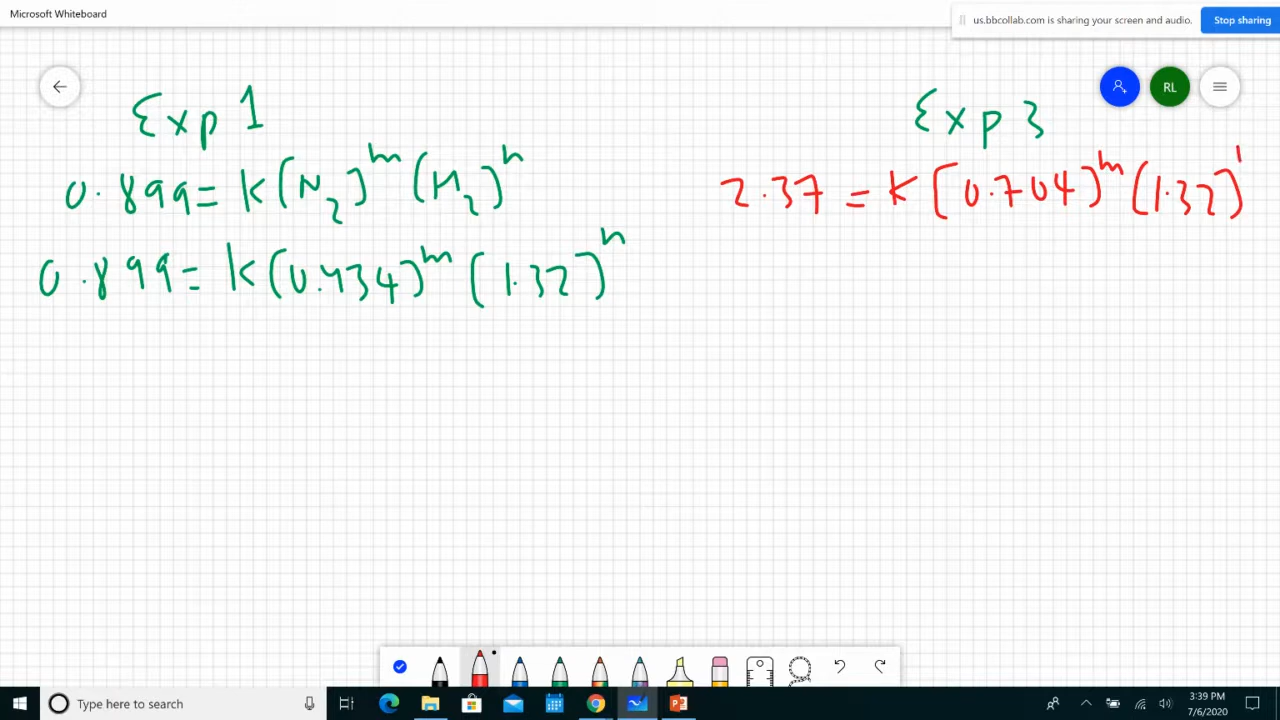 Microsoft Whiteboard
us.bbcollab.com is sharing your screen and audio.
Stop sharing
RL
Exp 1
Exp 3
0.899 = K(N₂)ᵐ (H₂)ⁿ
2.37 = K(0.704)ᵐ (1.32)
0.899 = K(0.434)ᵐ (1.32)ⁿ
Type here to search
3:39 PM
7/6/2020